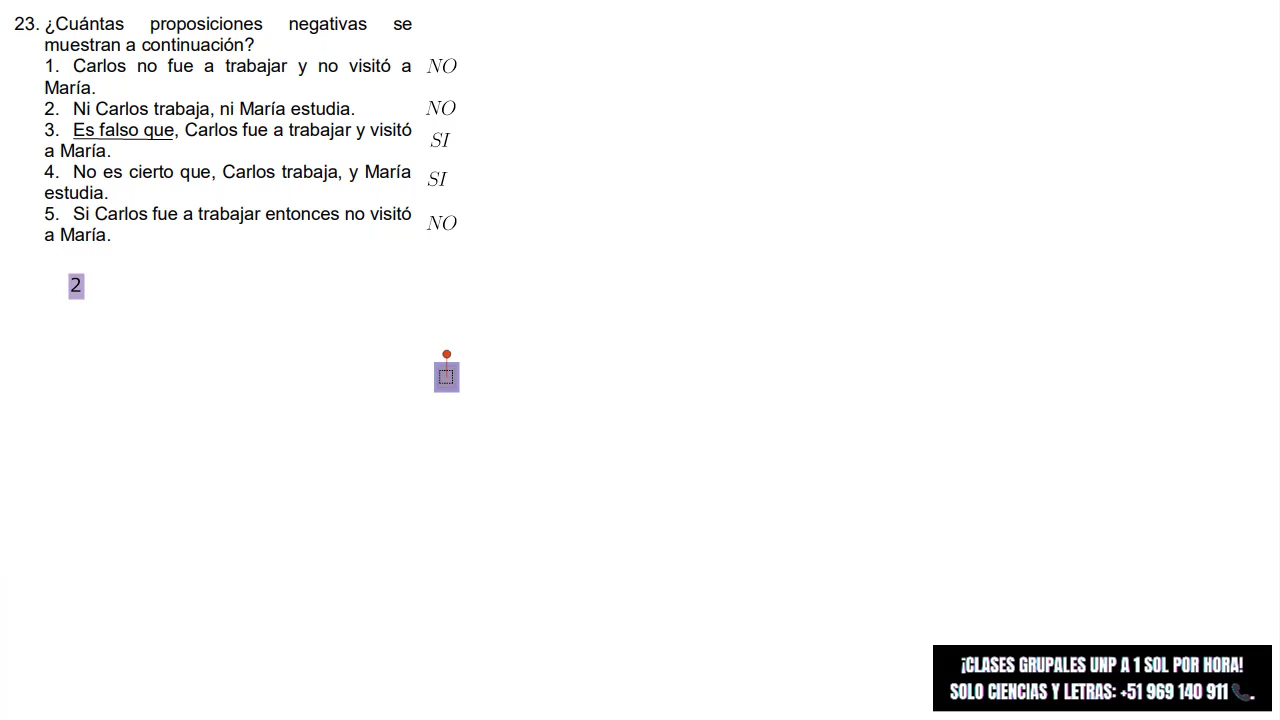 23. ¿Cuántas proposiciones negativas se
muestran a continuación?
1. Carlos no fue a trabajar y no visitó a NO
María.
2. Ni Carlos trabaja, ni María estudia. NO
3. Es falso que, Carlos fue a trabajar y visitó SI
a María.
4. No es cierto que, Carlos trabaja, y María SI
estudia.
5. Si Carlos fue a trabajar entonces no visitó NO
a María.
2
¡CLASES GRUPALES UNP A 1 SOL POR HORA!
SOLO CIENCIAS Y LETRAS: +51 969 140 911 📞.